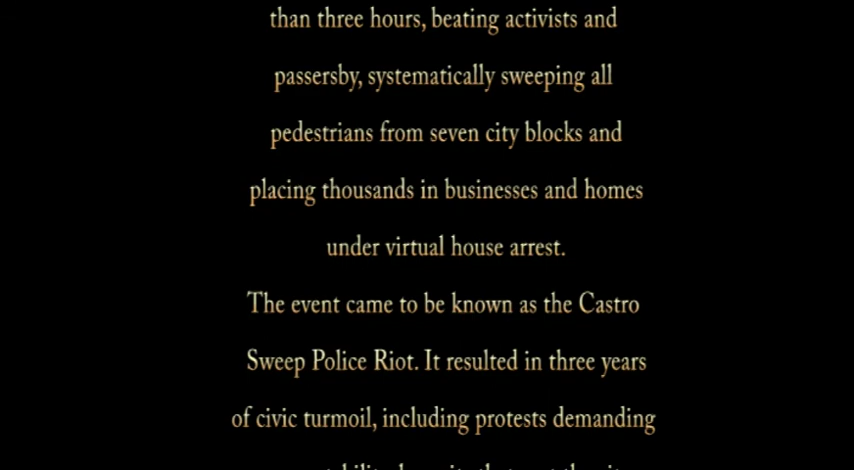 than three hours, beating activists and
passersby, systematically sweeping all
pedestrians from seven city blocks and
placing thousands in businesses and homes
under virtual house arrest.
The event came to be known as the Castro
Sweep Police Riot. It resulted in three years
of civic turmoil, including protests demanding